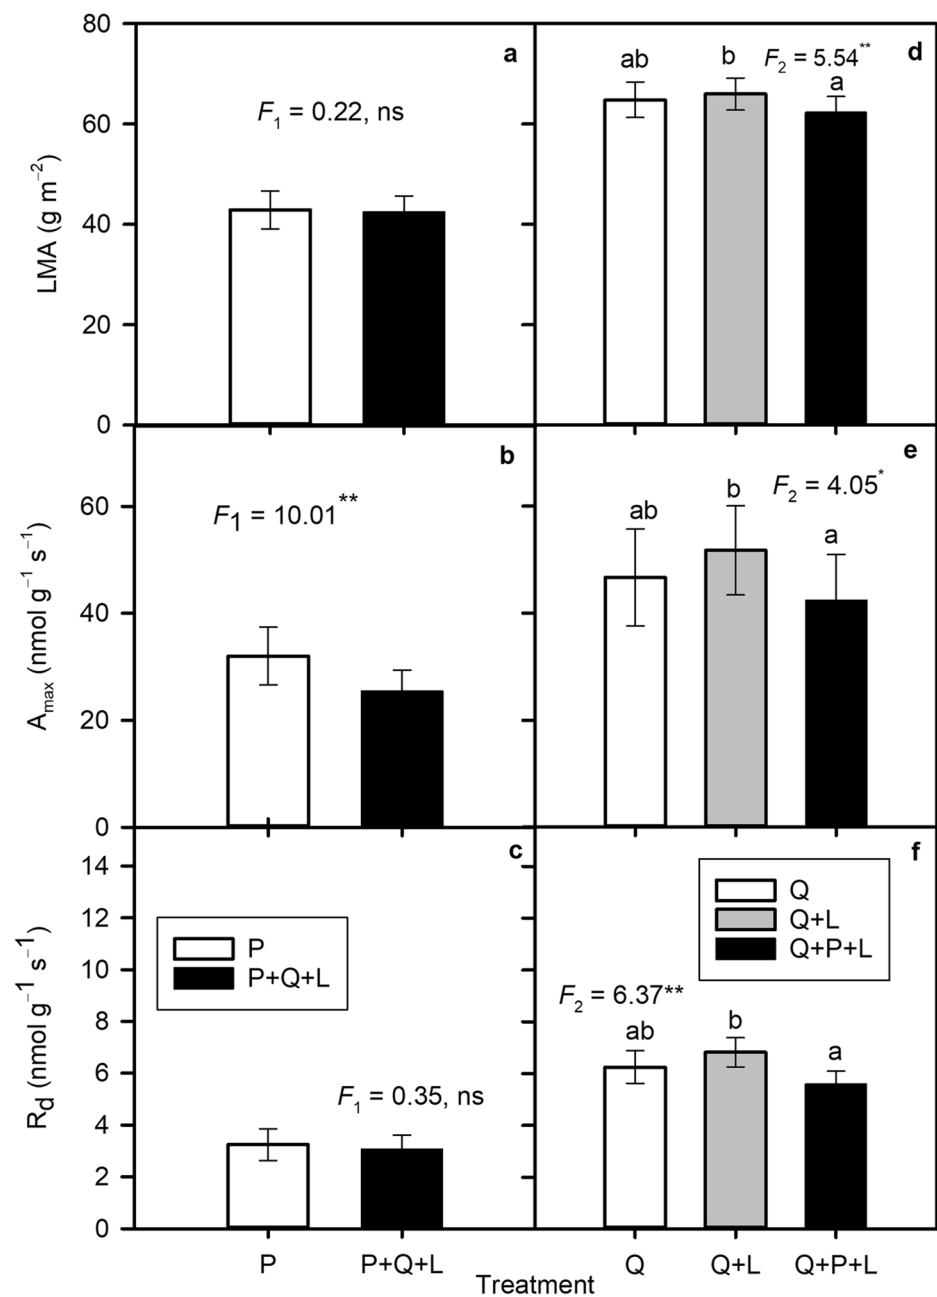 80
60
40
20
0
LMA (g m⁻²)
a
F₁ = 0.22, ns
d
ab
b
F₂ = 5.54**
a
60
40
20
0
Aₘₐₓ (nmol g⁻¹ s⁻¹)
b
F1 = 10.01**
e
ab
b
F₂ = 4.05*
a
14
12
10
8
6
4
2
0
Rd (nmol g⁻¹ s⁻¹)
c
P
P+Q+L
F₁ = 0.35, ns
f
Q
Q+L
Q+P+L
F₂ = 6.37**
ab
b
a
P
P+Q+L
Q
Q+L
Q+P+L
Treatment